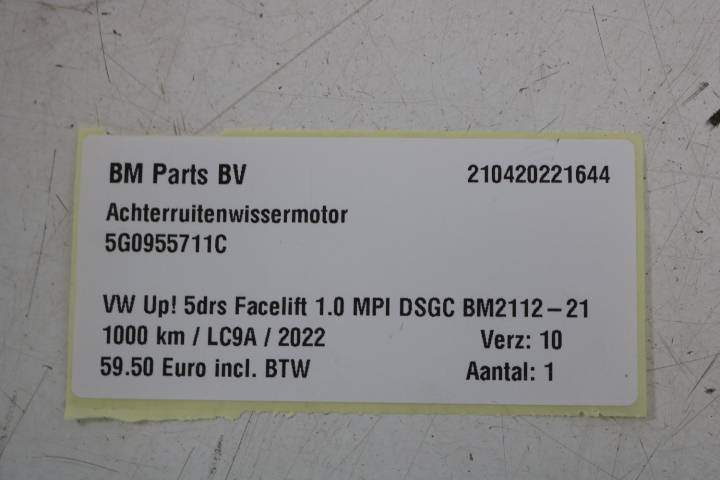 BM Parts BV 210420221644
Achterruitenwissermotor
5G0955711C
VW Up! 5drs Facelift 1.0 MPI DSGC BM2112-21
1000 km / LC9A / 2022 Verz: 10
59.50 Euro incl. BTW Aantal: 1